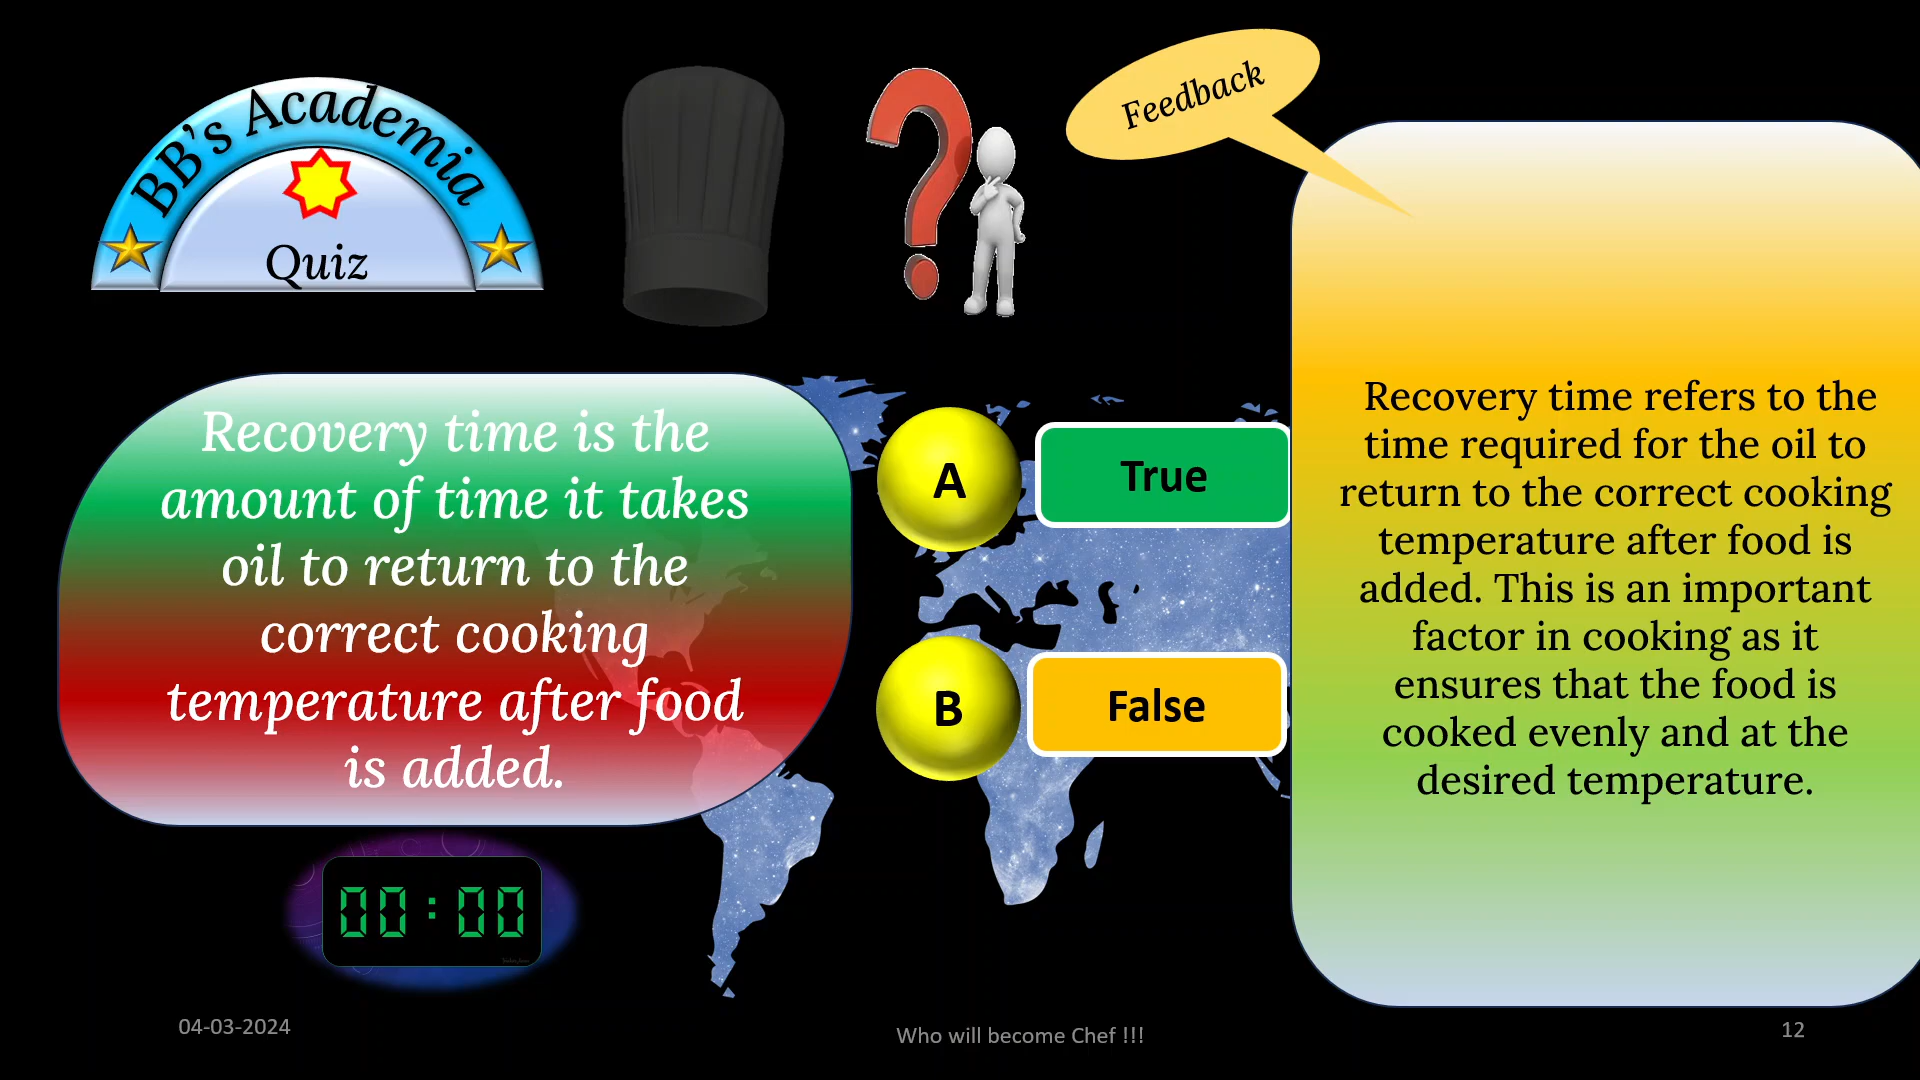 BB's Academia
Quiz
Feedback
Recovery time is the
amount of time it takes
oil to return to the
correct cooking
temperature after food
is added.
A
True
B
False
Recovery time refers to the
time required for the oil to
return to the correct cooking
temperature after food is
added. This is an important
factor in cooking as it
ensures that the food is
cooked evenly and at the
desired temperature.
00:00
04-03-2024
Who will become Chef !!!
12